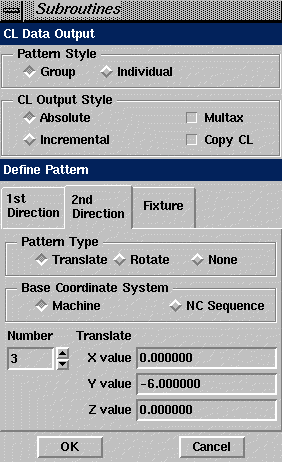 Subroutines
CL Data Output
Pattern Style
Group Individual
CL Output Style
Absolute Multax
Incremental Copy CL
Define Pattern
1st Direction 2nd Direction Fixture
Pattern Type
Translate Rotate None
Base Coordinate System
Machine NC Sequence
Number Translate
3 X value 0.000000
Y value -6.000000
Z value 0.000000
OK Cancel